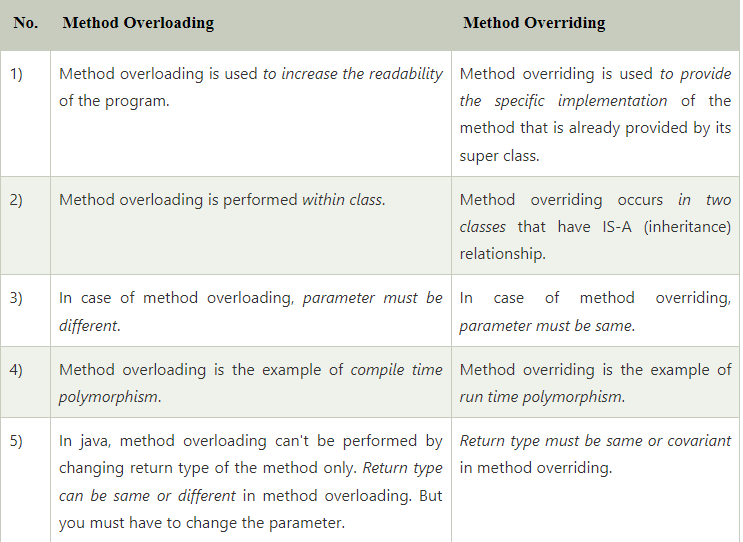 No. Method Overloading Method Overriding
1) Method overloading is used to increase the readability
of the program.
Method overriding is used to provide
the specific implementation of the
method that is already provided by its
super class.
2) Method overloading is performed within class.
Method overriding occurs in two
classes that have IS-A (inheritance)
relationship.
3) In case of method overloading, parameter must be
different.
In case of method overriding,
parameter must be same.
4) Method overloading is the example of compile time
polymorphism.
Method overriding is the example of
run time polymorphism.
5) In java, method overloading can't be performed by
changing return type of the method only. Return type
can be same or different in method overloading. But
you must have to change the parameter.
Return type must be same or covariant
in method overriding.